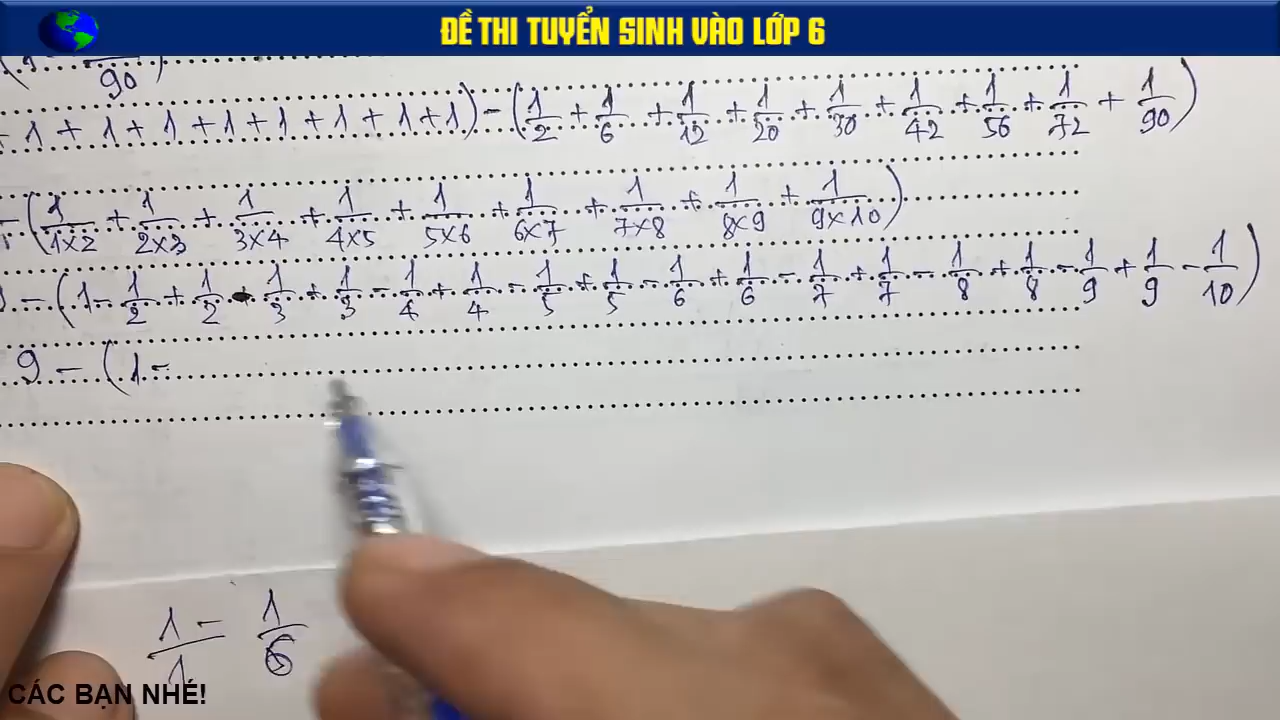 ĐỀ THI TUYỂN SINH VÀO LỚP 6
90)
+ 1 + 1 + 1 + 1 + 1 + 1 + 1 + 1) - (1/2 + 1/6 + 1/12 + 1/20 + 1/30 + 1/42 + 1/56 + 1/72 + 1/90)
- (1/1×2 + 1/2×3 + 1/3×4 + 1/4×5 + 1/5×6 + 1/6×7 + 1/7×8 + 1/8×9 + 1/9×10)
- (1 - 1/2 + 1/2 - 1/3 + 1/3 - 1/4 + 1/4 - 1/5 + 1/5 - 1/6 + 1/6 - 1/7 + 1/7 - 1/8 + 1/8 - 1/9 + 1/9 - 1/10)
9 - (1 -
1/1 - 1/6
CÁC BẠN NHÉ!